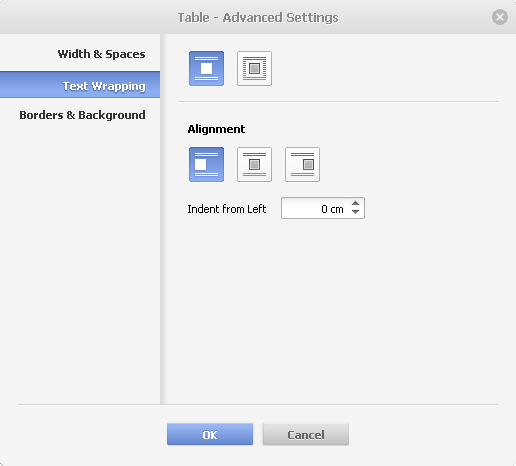 Table - Advanced Settings
Width & Spaces
Text Wrapping
Borders & Background
Alignment
Indent from Left 0 cm
OK Cancel